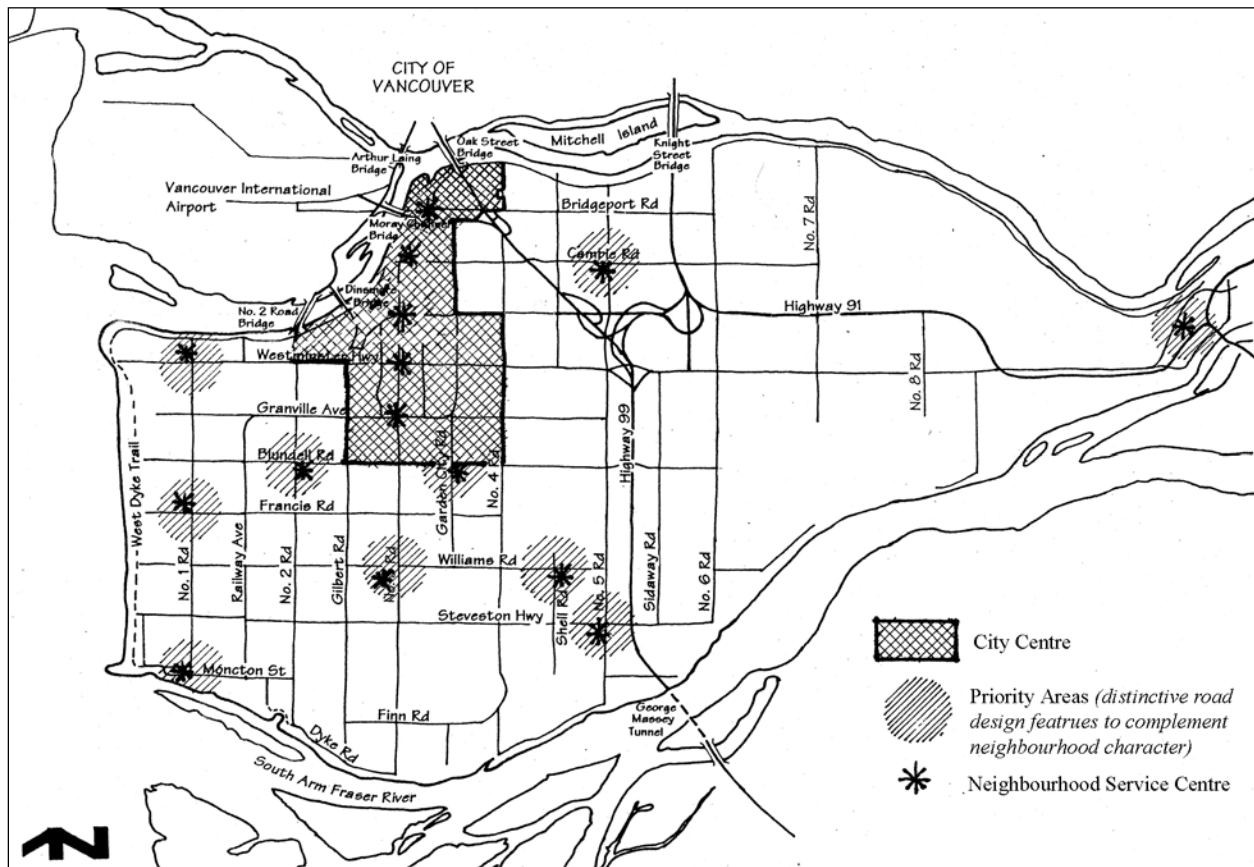 CITY OF
VANCOUVER
Mitchell Island
Oak Street
Bridge
Knight
Street
Bridge
Arthur Laing
Bridge
Vancouver International
Airport
Bridgeport Rd
No. 7 Rd
Moray Channel
Bridge
Cambie Rd
Dinsmore
Bridge
No. 2 Road
Bridge
Highway 91
Westminster Hwy
No. 8 Rd
Granville Ave
Highway 99
West Dyke Trail
Blundell Rd
Garden City Rd
No. 4 Rd
Francis Rd
No. 1 Rd
Railway Ave
No. 2 Rd
Gilbert Rd
No. 3 Rd
Williams Rd
Shell Rd
No. 5 Rd
Sidaway Rd
No. 6 Rd
Steveston Hwy
Moncton St
Finn Rd
Dyke Rd
George
Massey
Tunnel
South Arm Fraser River
City Centre
Priority Areas (distinctive road
design featrues to complement
neighbourhood character)
Neighbourhood Service Centre
N